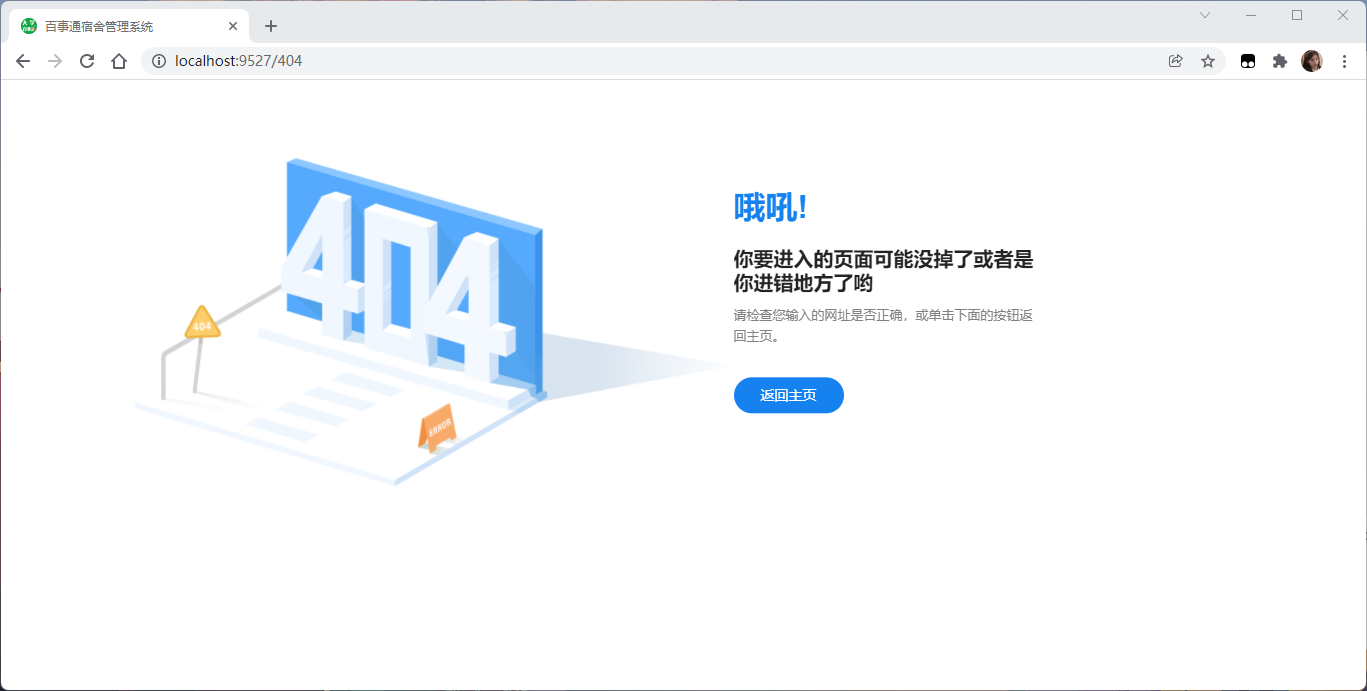 百事通宿舍管理系统
localhost:9527/404
404
404
ERROR
哦吼!
你要进入的页面可能没掉了或者是
你进错地方了哟
请检查您输入的网址是否正确，或单击下面的按钮返
回主页。
返回主页